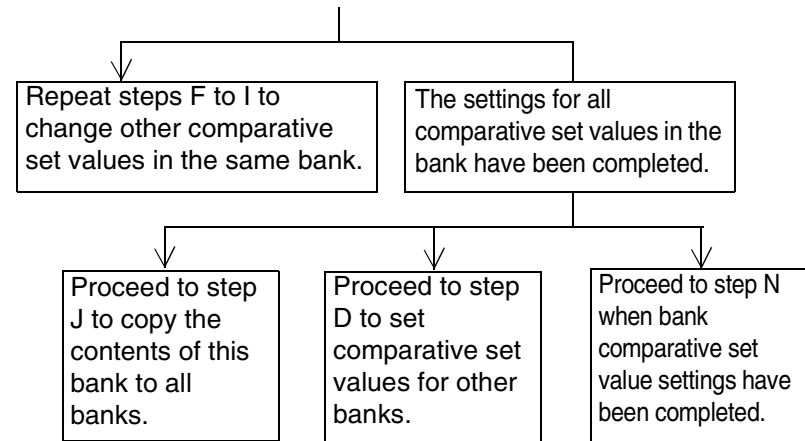 Repeat steps F to I to
change other comparative
set values in the same bank.
The settings for all
comparative set values in the
bank have been completed.
Proceed to step
J to copy the
contents of this
bank to all
banks.
Proceed to step
D to set
comparative set
values for other
banks.
Proceed to step N
when bank
comparative set
value settings have
been completed.